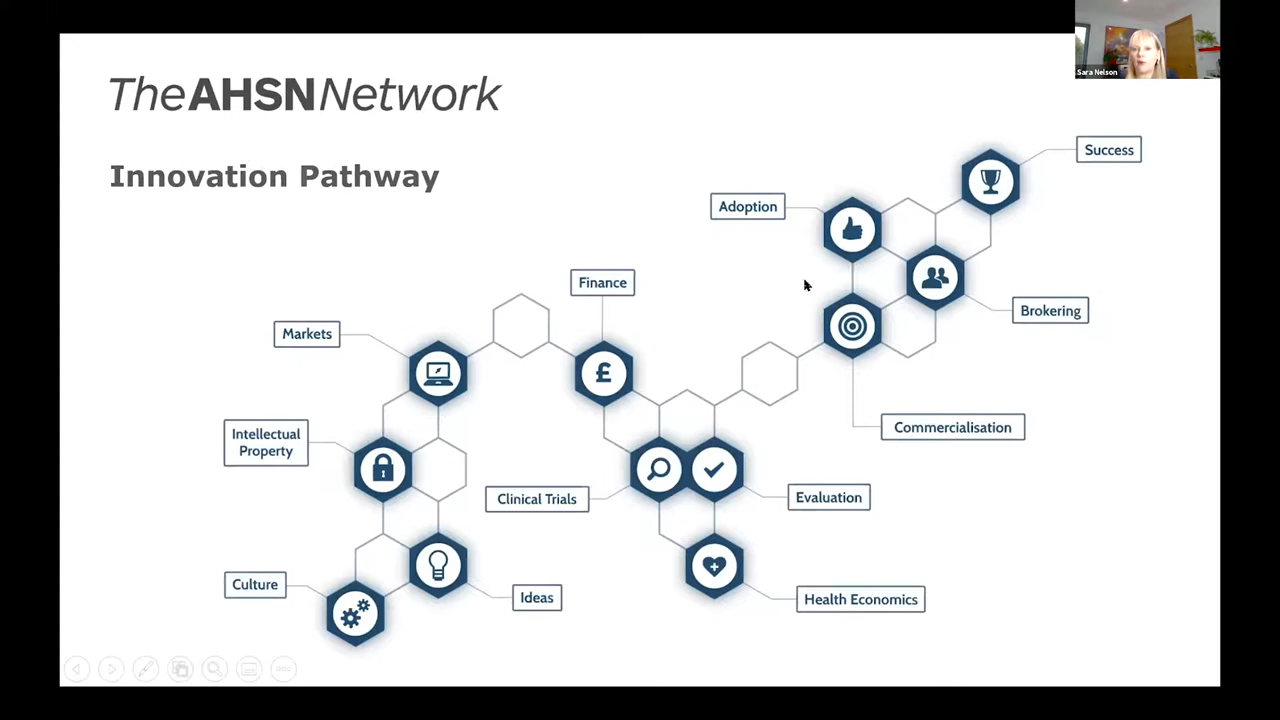 Sara Nelson
TheAHSNNetwork
Innovation Pathway
Success
Adoption
Finance
Brokering
Markets
£
Commercialisation
Intellectual
Property
Clinical Trials
Evaluation
Culture
Ideas
Health Economics